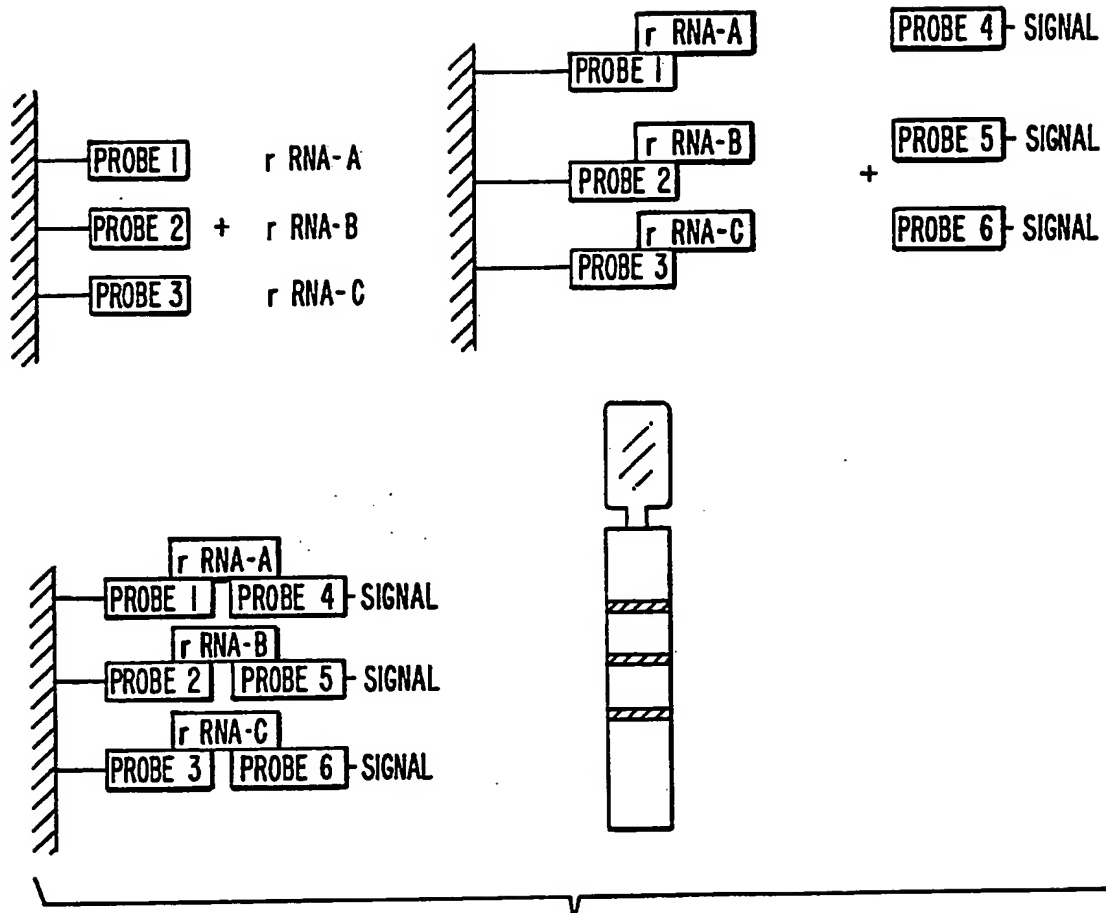 PROBE 1 r RNA-A
PROBE 2 + r RNA-B
PROBE 3 r RNA-C
r RNA-A
PROBE 1
r RNA-B
PROBE 2
r RNA-C
PROBE 3
PROBE 4 - SIGNAL
+ PROBE 5 - SIGNAL
PROBE 6 - SIGNAL
r RNA-A
PROBE 1 PROBE 4 - SIGNAL
r RNA-B
PROBE 2 PROBE 5 - SIGNAL
r RNA-C
PROBE 3 PROBE 6 - SIGNAL